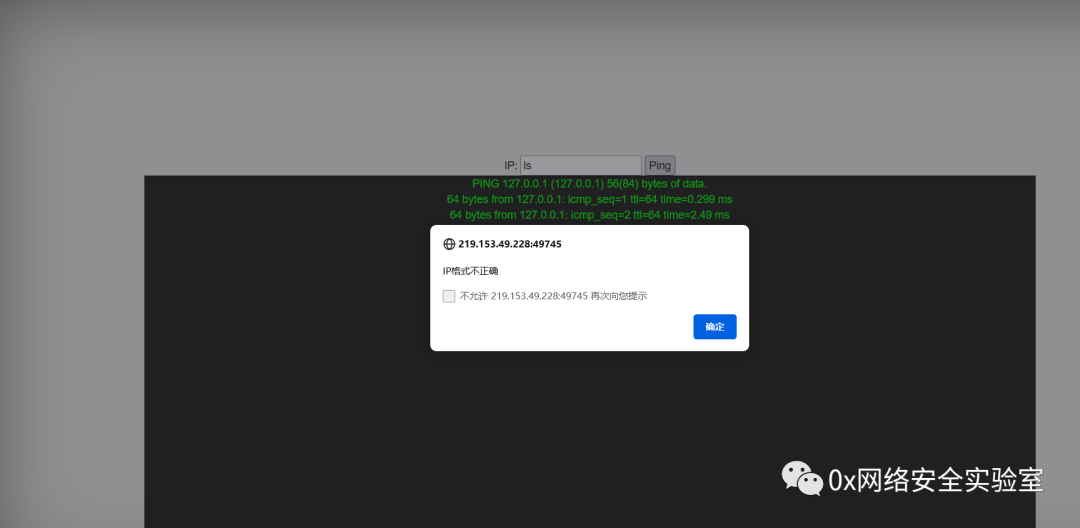 IP: ls Ping
PING 127.0.0.1 (127.0.0.1) 56(84) bytes of data.
64 bytes from 127.0.0.1: icmp_seq=1 ttl=64 time=0.299 ms
64 bytes from 127.0.0.1: icmp_seq=2 ttl=64 time=2.49 ms
219.153.49.228:49745
IP格式不正确
不允许 219.153.49.228:49745 再次向您提示
确定
0x网络安全实验室